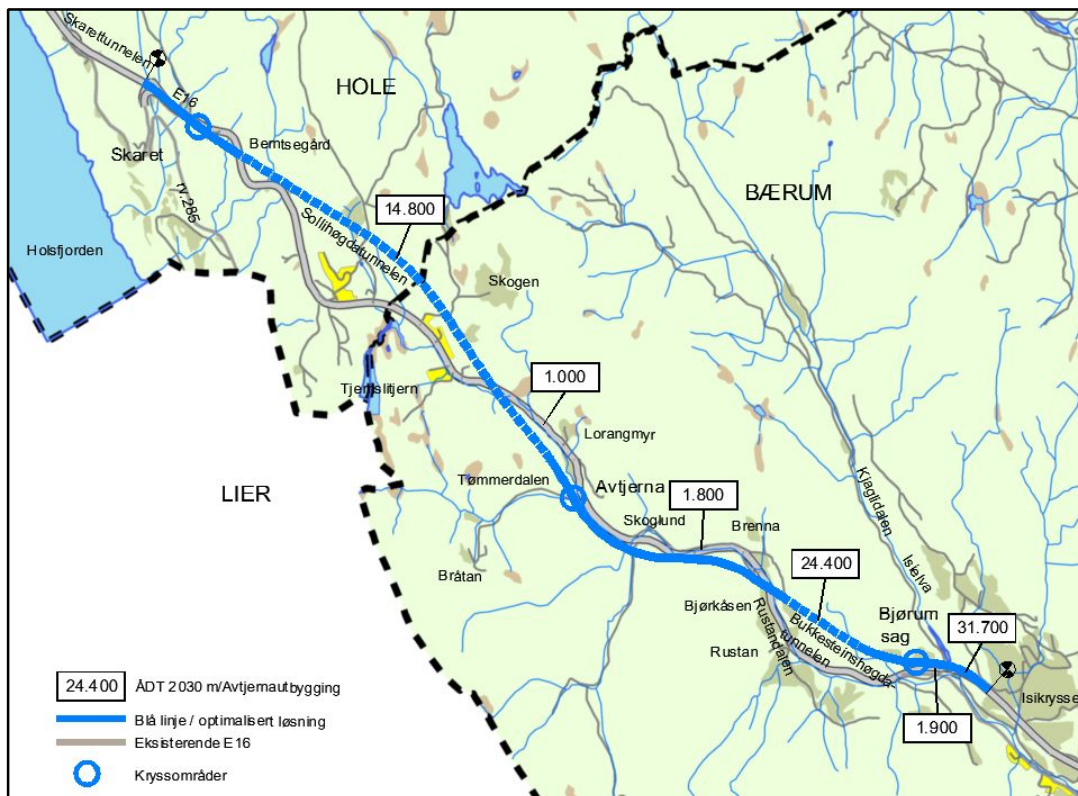 Skarettunnelen
E16
HOLE
Skaret
Berntsegård
rv 285
14.800
BÆRUM
Holsfjorden
Sollihøgdatunnelen
Skogen
1.000
Tjernslitjern
Lorangmyr
LIER
Tømmerdalen
Avtjerna
1.800
Skoglund
Brenna
Kjaglidalen
Isielva
Bråtan
24.400
Bjørkåsen
Bjørum
sag
31.700
Rustandalen
Rustan
Bukkesteinshøgda-
tunnelen
Isikrysse
1.900
24.400 ÅDT 2030 m/Avtjernautbygging
Blå linje / optimalisert løsning
Eksisterende E16
Kryssområder